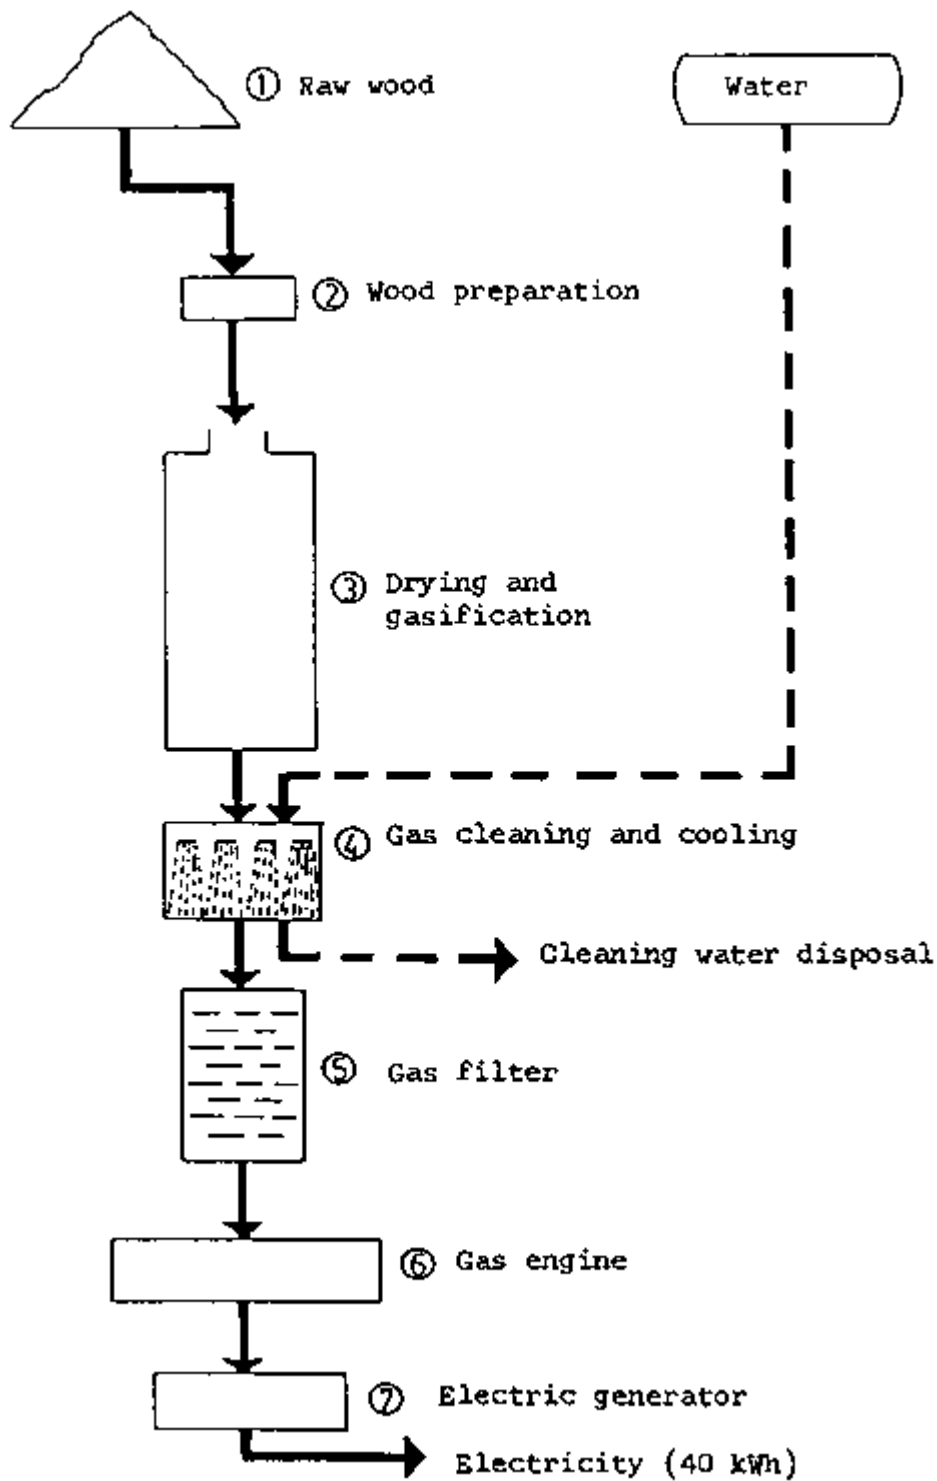 ① Raw wood
Water
② Wood preparation
③ Drying and
gasification
④ Gas cleaning and cooling
Cleaning water disposal
⑤ Gas filter
⑥ Gas engine
⑦ Electric generator
Electricity (40 kWh)